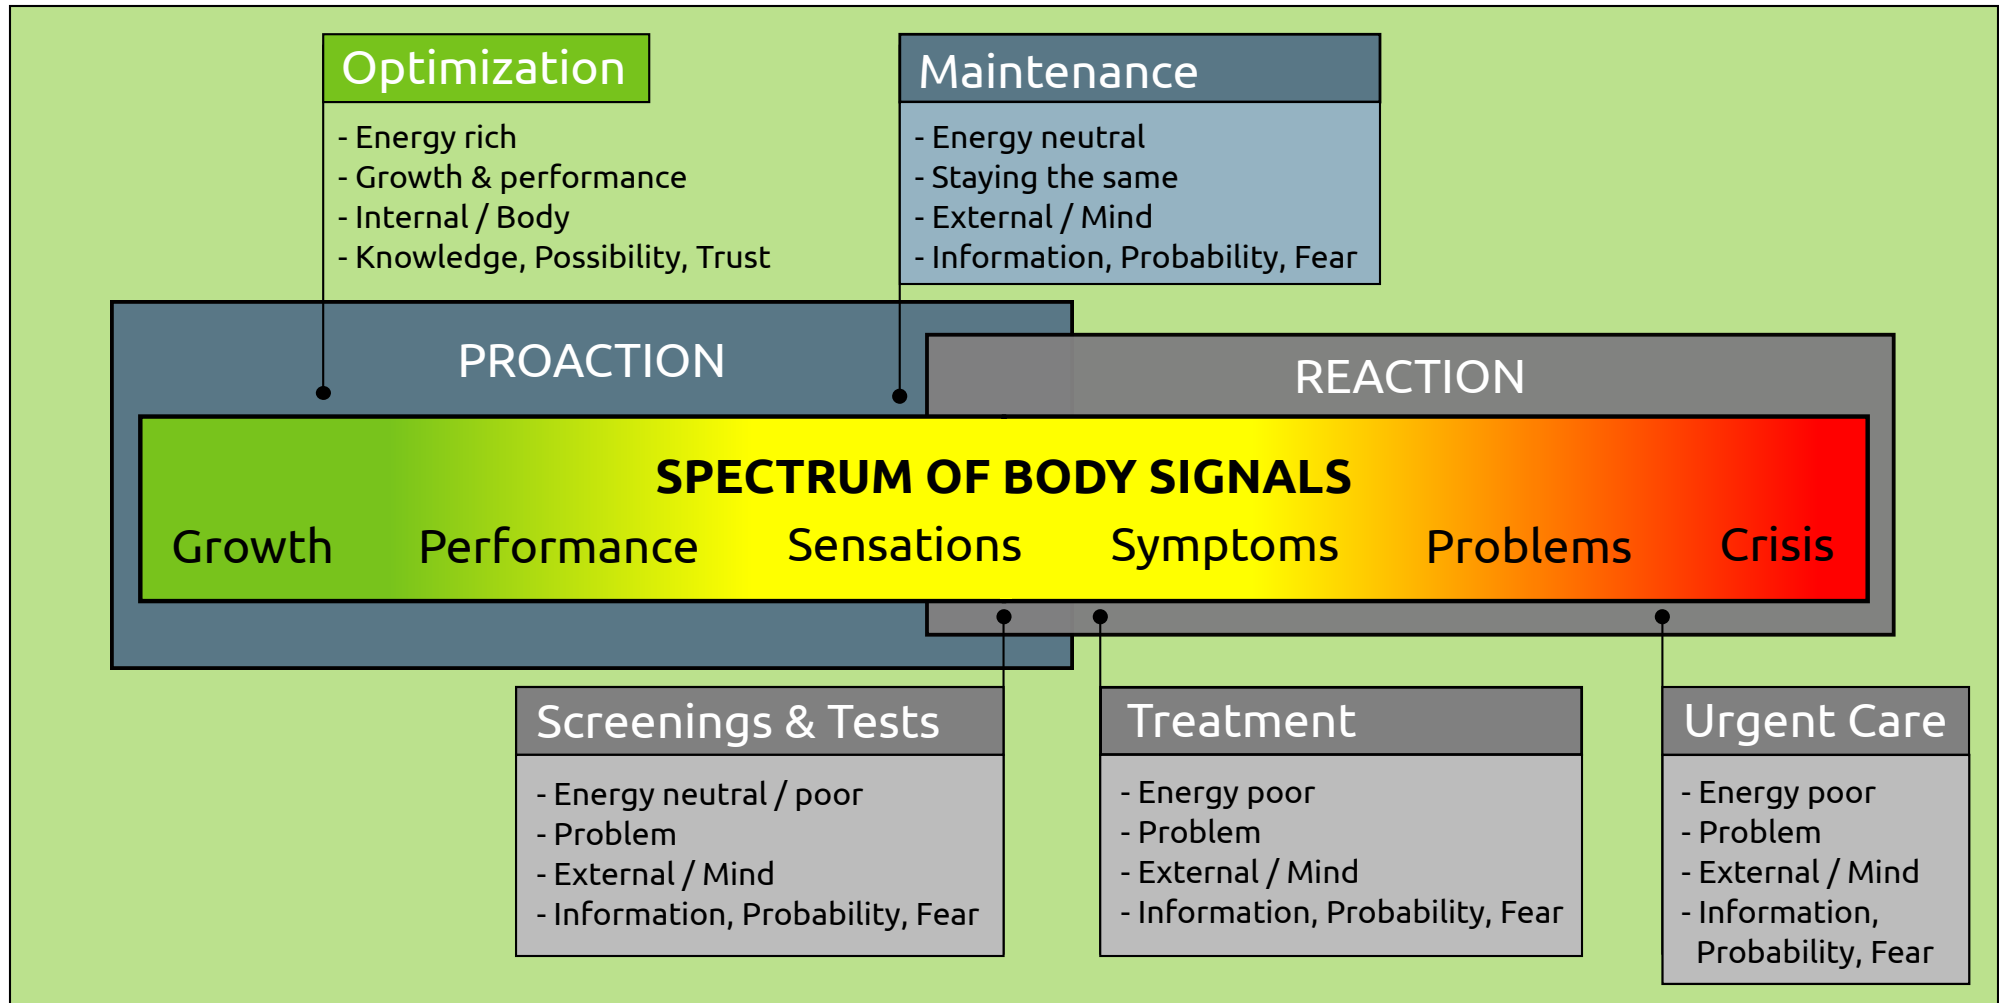 Optimization
- Energy rich
- Growth & performance
- Internal / Body
- Knowledge, Possibility, Trust
Maintenance
- Energy neutral
- Staying the same
- External / Mind
- Information, Probability, Fear
PROACTION
REACTION
SPECTRUM OF BODY SIGNALS
Growth
Performance
Sensations
Symptoms
Problems
Crisis
Screenings & Tests
- Energy neutral / poor
- Problem
- External / Mind
- Information, Probability, Fear
Treatment
- Energy poor
- Problem
- External / Mind
- Information, Probability, Fear
Urgent Care
- Energy poor
- Problem
- External / Mind
- Information,
Probability, Fear